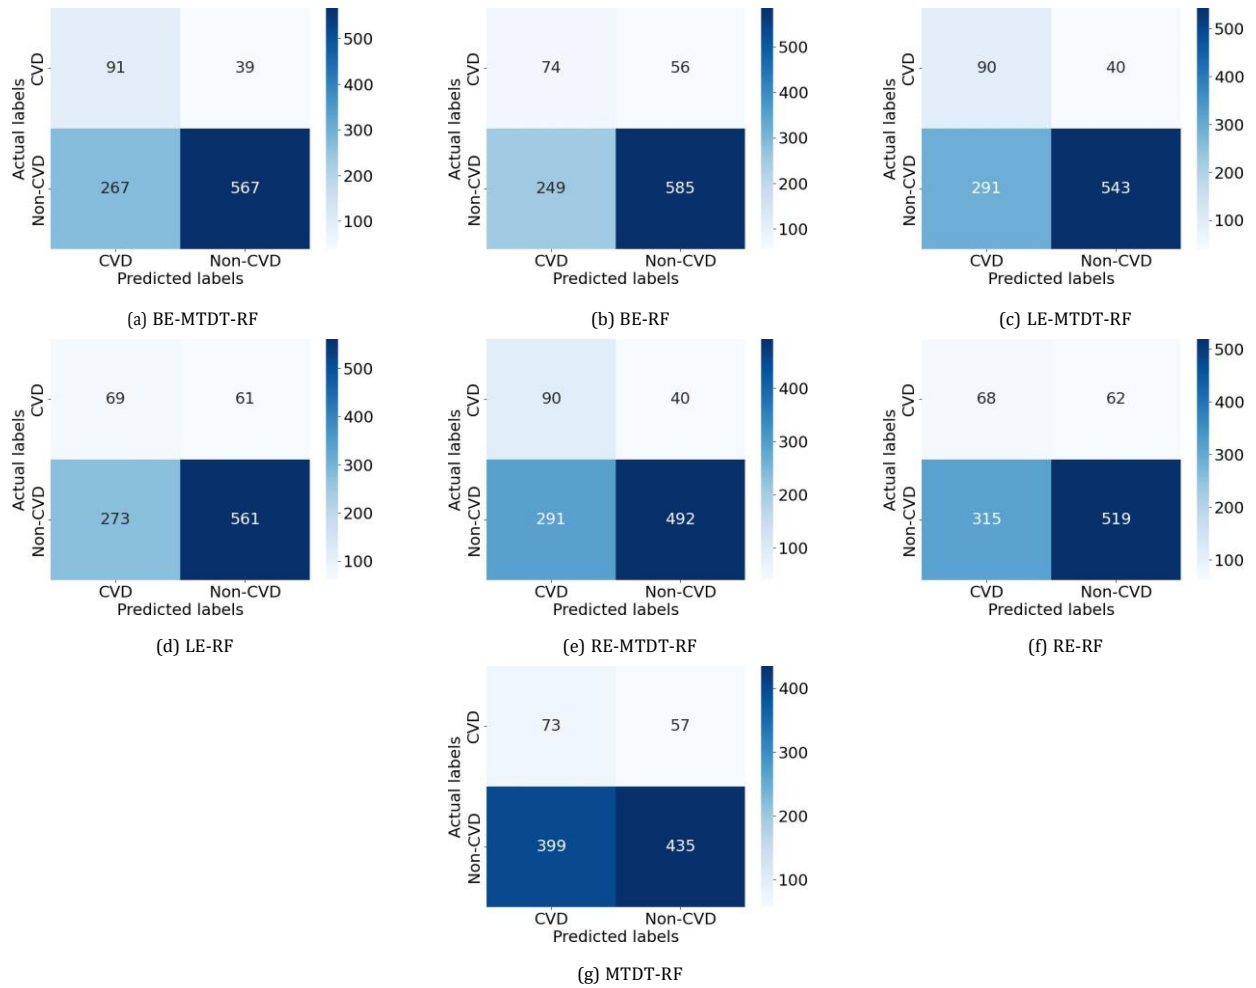 CVD
91
39
Non-CVD
267
567
Actual labels
CVD
Non-CVD
Predicted labels
500
400
300
200
100
(a) BE-MTDT-RF
CVD
74
56
Non-CVD
249
585
Actual labels
CVD
Non-CVD
Predicted labels
500
400
300
200
100
(b) BE-RF
CVD
90
40
Non-CVD
291
543
Actual labels
CVD
Non-CVD
Predicted labels
500
400
300
200
100
(c) LE-MTDT-RF
CVD
69
61
Non-CVD
273
561
Actual labels
CVD
Non-CVD
Predicted labels
500
400
300
200
100
(d) LE-RF
CVD
90
40
Non-CVD
291
492
Actual labels
CVD
Non-CVD
Predicted labels
400
300
200
100
(e) RE-MTDT-RF
CVD
68
62
Non-CVD
315
519
Actual labels
CVD
Non-CVD
Predicted labels
500
400
300
200
100
(f) RE-RF
CVD
73
57
Non-CVD
399
435
Actual labels
CVD
Non-CVD
Predicted labels
400
300
200
100
(g) MTDT-RF